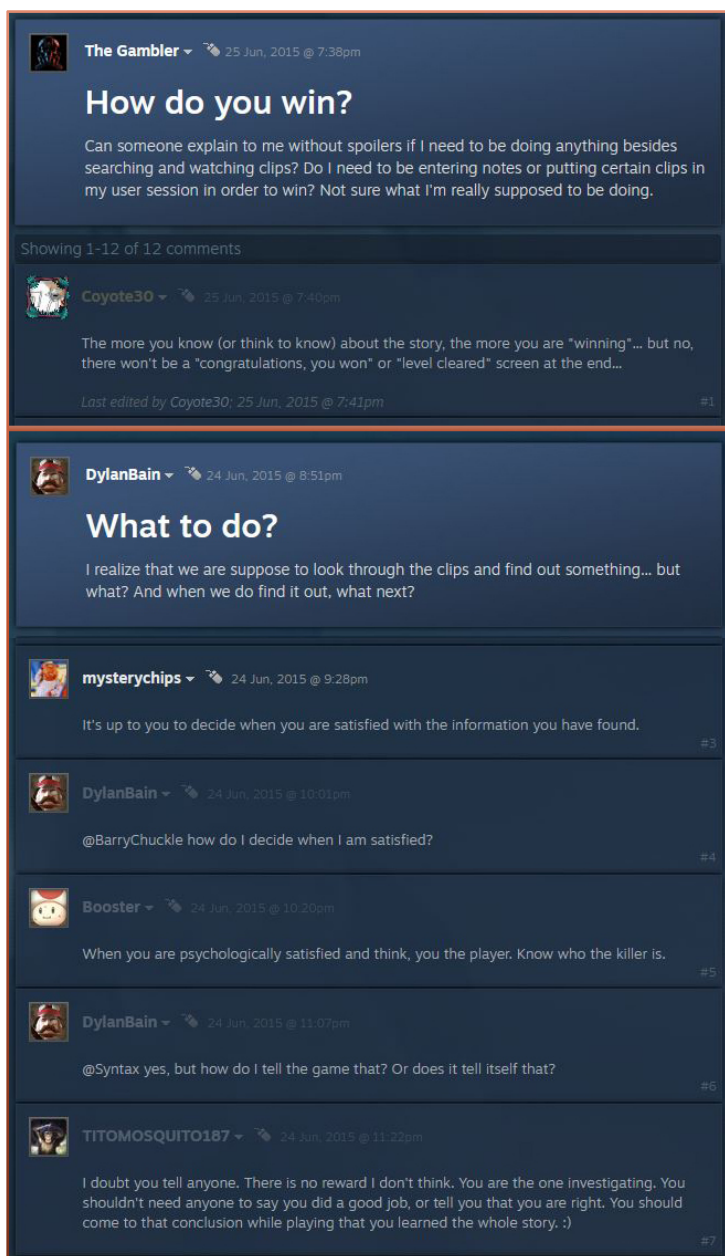 The Gambler 25 Jun, 2015 @ 7:38pm
How do you win?
Can someone explain to me without spoilers if I need to be doing anything besides
searching and watching clips? Do I need to be entering notes or putting certain clips in
my user session in order to win? Not sure what I'm really supposed to be doing.
Showing 1-12 of 12 comments
Coyote30 25 Jun, 2015 @ 7:40pm
The more you know (or think to know) about the story, the more you are "winning"... but no,
there won't be a "congratulations, you won" or "level cleared" screen at the end...
Last edited by Coyote30; 25 Jun, 2015 @ 7:41pm
#1
DylanBain 24 Jun, 2015 @ 8:51pm
What to do?
I realize that we are suppose to look through the clips and find out something... but
what? And when we do find it out, what next?
mysterychips 24 Jun, 2015 @ 9:28pm
It's up to you to decide when you are satisfied with the information you have found.
#3
DylanBain 24 Jun, 2015 @ 10:01pm
@BarryChuckle how do I decide when I am satisfied?
#4
Booster 24 Jun, 2015 @ 10:20pm
When you are psychologically satisfied and think, you the player. Know who the killer is.
#5
DylanBain 24 Jun, 2015 @ 11:07pm
@Syntax yes, but how do I tell the game that? Or does it tell itself that?
#6
TITOMOSQUITO187 24 Jun, 2015 @ 11:22pm
I doubt you tell anyone. There is no reward I don't think. You are the one investigating. You
shouldn't need anyone to say you did a good job, or tell you that you are right. You should
come to that conclusion while playing that you learned the whole story. :)
#7